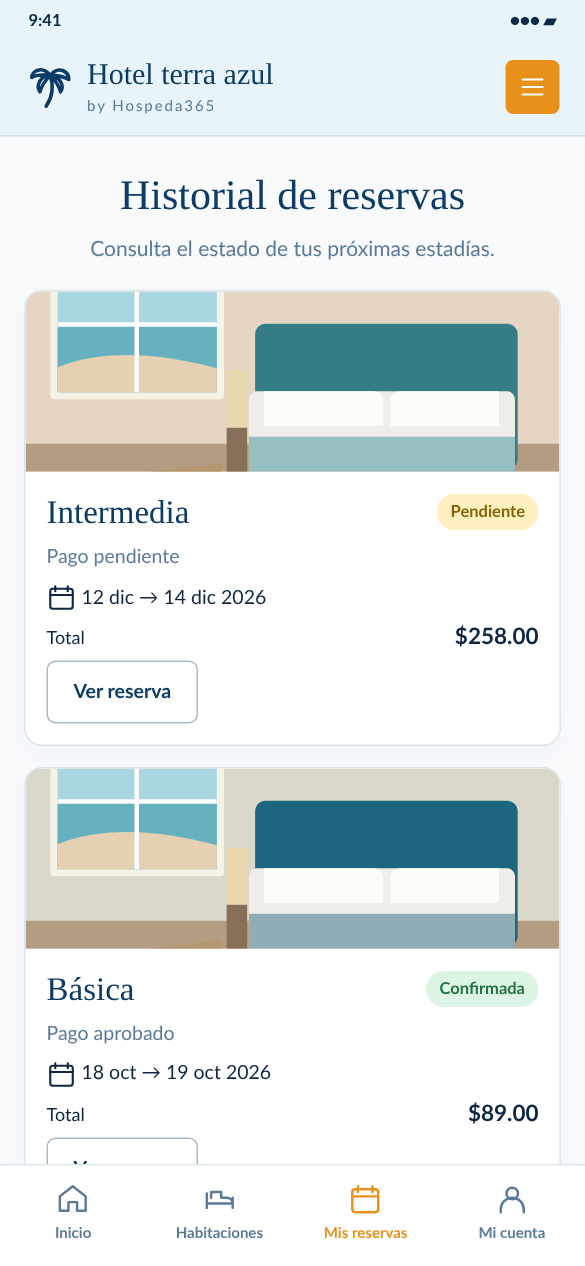 9:41
Hotel terra azul
by Hospeda365
Historial de reservas
Consulta el estado de tus próximas estadías.
Intermedia
Pendiente
Pago pendiente
12 dic → 14 dic 2026
Total
$258.00
Ver reserva
Básica
Confirmada
Pago aprobado
18 oct → 19 oct 2026
Total
$89.00
Inicio
Habitaciones
Mis reservas
Mi cuenta